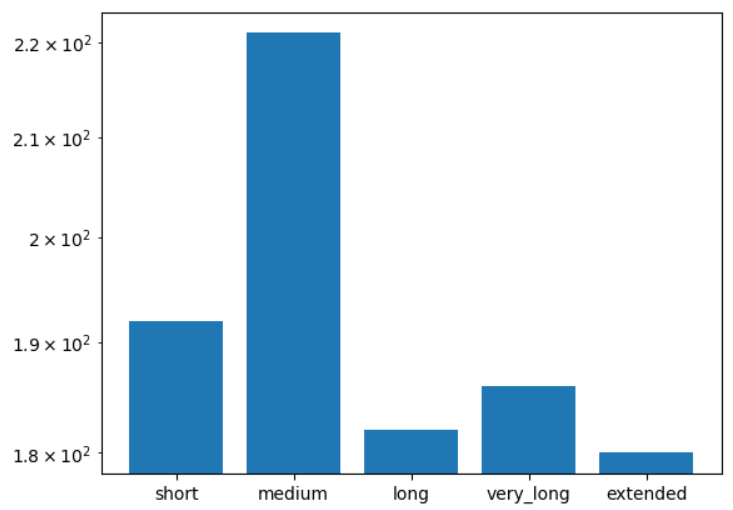 2.2 × 10²
2.1 × 10²
2 × 10²
1.9 × 10²
1.8 × 10²
short medium long very_long extended